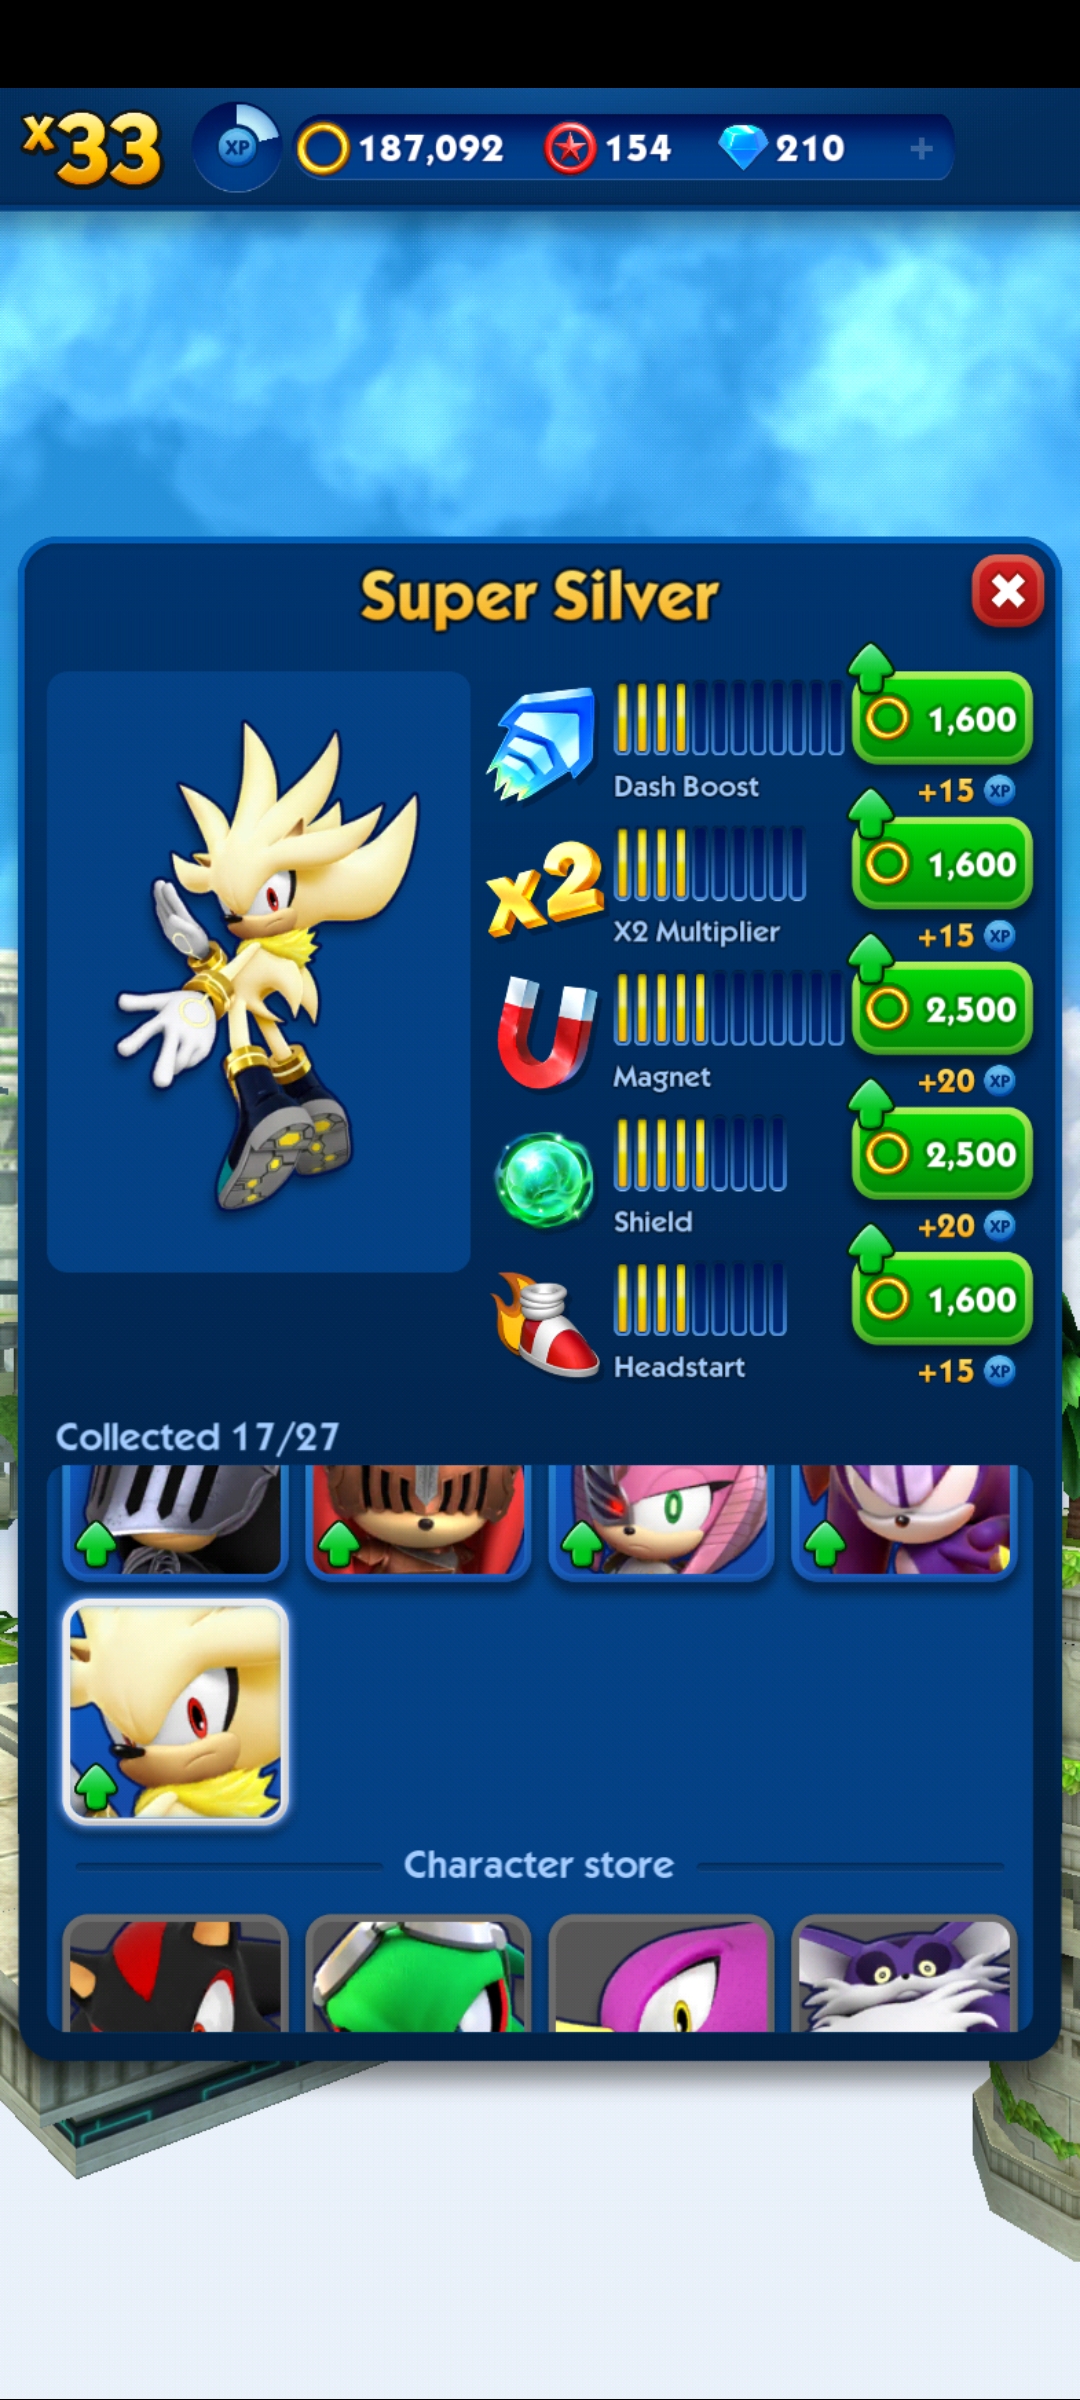 x33 XP 187,092 154 210 +
Super Silver
1,600
Dash Boost +15 XP
x2 1,600
X2 Multiplier +15 XP
2,500
Magnet +20 XP
2,500
Shield +20 XP
1,600
Headstart +15 XP
Collected 17/27
Character store